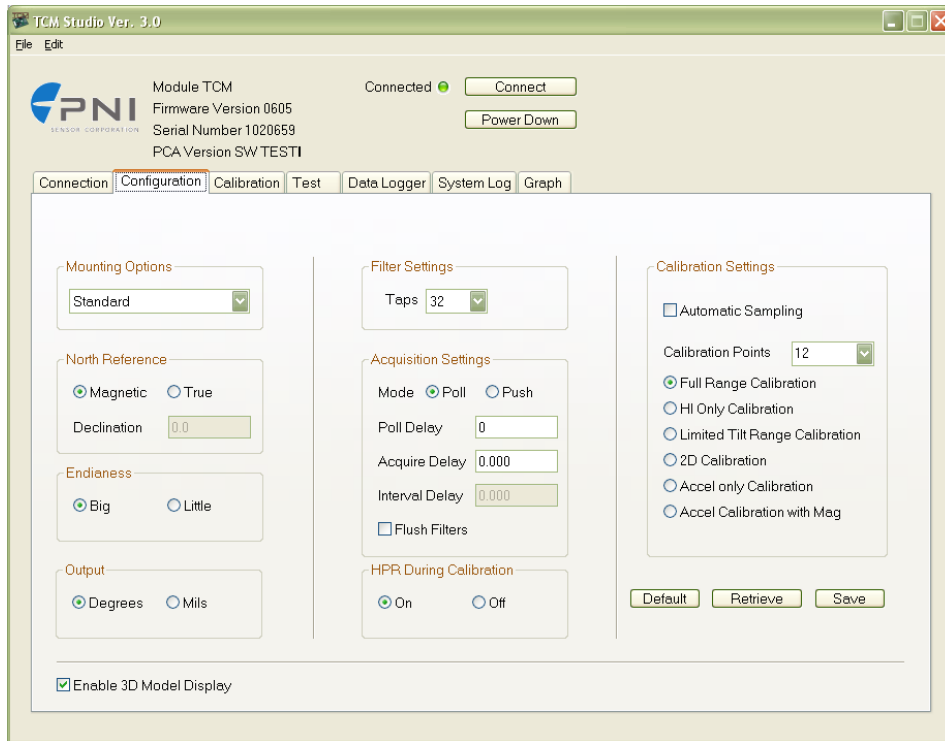 TCM Studio Ver. 3.0
File Edit
PNI
SENSOR CORPORATION
Module TCM
Firmware Version 0605
Serial Number 1020659
PCA Version SW TESTI
Connected
Connect
Power Down
Connection Configuration Calibration Test Data Logger System Log Graph
Mounting Options
Standard
North Reference
Magnetic True
Declination 0.0
Endianess
Big Little
Output
Degrees Mils
Filter Settings
Taps 32
Acquisition Settings
Mode Poll Push
Poll Delay 0
Acquire Delay 0.000
Interval Delay 0.000
Flush Filters
HPR During Calibration
On Off
Calibration Settings
Automatic Sampling
Calibration Points 12
Full Range Calibration
HI Only Calibration
Limited Tilt Range Calibration
2D Calibration
Accel only Calibration
Accel Calibration with Mag
Default Retrieve Save
Enable 3D Model Display